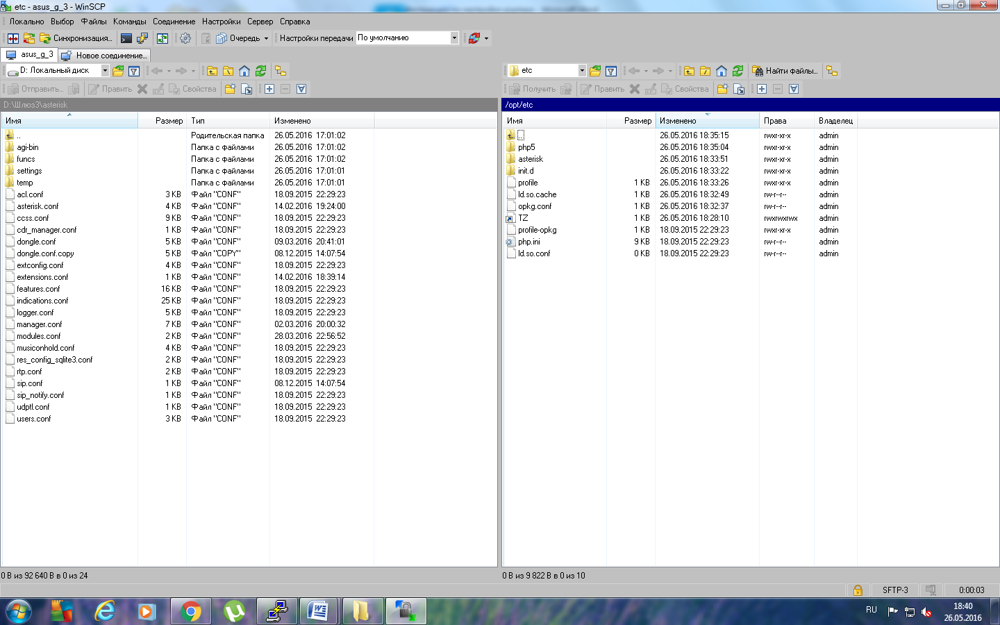 etc - asus_g_3 - WinSCP
Локально Выбор Файлы Команды Соединение Настройки Сервер Справка
Синхронизация... Очередь Настройки передачи По умолчанию
asus_g_3 Новое соединение...
D: Локальный диск etc Найти файлы...
Отправить... Править Свойства Получить Править Свойства
D:\Шлюз3\asterisk /opt/etc
Имя Размер Тип Изменено
.. Родительская папка 26.05.2016 17:01:02
agi-bin Папка с файлами 26.05.2016 17:01:02
funcs Папка с файлами 26.05.2016 17:01:02
settings Папка с файлами 26.05.2016 17:01:01
temp Папка с файлами 26.05.2016 17:01:01
acl.conf 3 KB Файл "CONF" 18.09.2015 22:29:23
asterisk.conf 4 KB Файл "CONF" 14.02.2016 19:24:00
ccss.conf 9 KB Файл "CONF" 18.09.2015 22:29:23
cdr_manager.conf 1 KB Файл "CONF" 18.09.2015 22:29:23
dongle.conf 5 KB Файл "CONF" 09.03.2016 20:41:01
dongle.conf.copy 5 KB Файл "COPY" 08.12.2015 14:07:54
extconfig.conf 4 KB Файл "CONF" 18.09.2015 22:29:23
extensions.conf 1 KB Файл "CONF" 14.02.2016 18:39:14
features.conf 16 KB Файл "CONF" 18.09.2015 22:29:23
indications.conf 25 KB Файл "CONF" 18.09.2015 22:29:23
logger.conf 5 KB Файл "CONF" 18.09.2015 22:29:23
manager.conf 7 KB Файл "CONF" 02.03.2016 20:00:32
modules.conf 2 KB Файл "CONF" 28.03.2016 22:56:52
musiconhold.conf 4 KB Файл "CONF" 18.09.2015 22:29:23
res_config_sqlite3.conf 2 KB Файл "CONF" 18.09.2015 22:29:23
rtp.conf 2 KB Файл "CONF" 18.09.2015 22:29:23
sip.conf 1 KB Файл "CONF" 08.12.2015 14:07:54
sip_notify.conf 1 KB Файл "CONF" 18.09.2015 22:29:23
udptl.conf 1 KB Файл "CONF" 18.09.2015 22:29:23
users.conf 3 KB Файл "CONF" 18.09.2015 22:29:23
Имя Размер Изменено Права Владелец
.. 26.05.2016 18:35:15 rwxr-xr-x admin
php5 26.05.2016 18:35:04 rwxr-xr-x admin
asterisk 26.05.2016 18:33:51 rwxr-xr-x admin
init.d 26.05.2016 18:33:22 rwxr-xr-x admin
profile 1 KB 26.05.2016 18:33:26 rwxr-xr-x admin
ld.so.cache 1 KB 26.05.2016 18:32:49 rw-r--r-- admin
opkg.conf 1 KB 26.05.2016 18:32:37 rw-r--r-- admin
TZ 1 KB 26.05.2016 18:28:10 rwxrwxrwx admin
profile-opkg 1 KB 18.09.2015 22:29:23 rwxr-xr-x admin
php.ini 9 KB 18.09.2015 22:29:23 rw-r--r-- admin
ld.so.conf 0 KB 18.09.2015 22:29:23 rw-r--r-- admin
0 B из 92 640 B в 0 из 24 0 B из 9 822 B в 0 из 10
SFTP-3 0:00:03
RU 18:40
26.05.2016